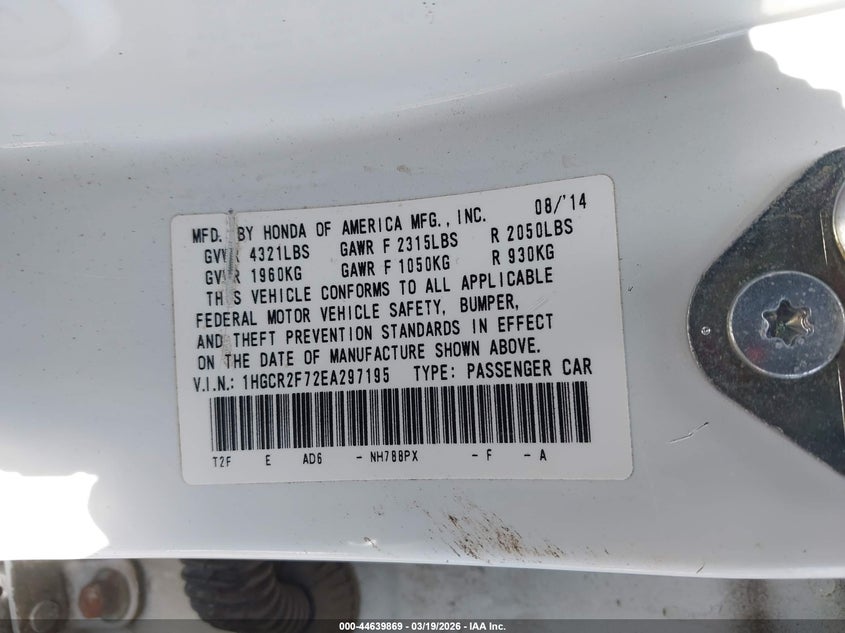 MFD. BY HONDA OF AMERICA MFG., INC. 08/'14
GVWR 4321LBS GAWR F 2315LBS R 2050LBS
GVWR 1960KG GAWR F 1050KG R 930KG
THIS VEHICLE CONFORMS TO ALL APPLICABLE
FEDERAL MOTOR VEHICLE SAFETY, BUMPER,
AND THEFT PREVENTION STANDARDS IN EFFECT
ON THE DATE OF MANUFACTURE SHOWN ABOVE.
V.I.N.: 1HGCR2F72EA297195 TYPE: PASSENGER CAR
T2F E AD6 - NH788PX - F - A
000-44639869 — 03/19/2026 — IAA Inc.